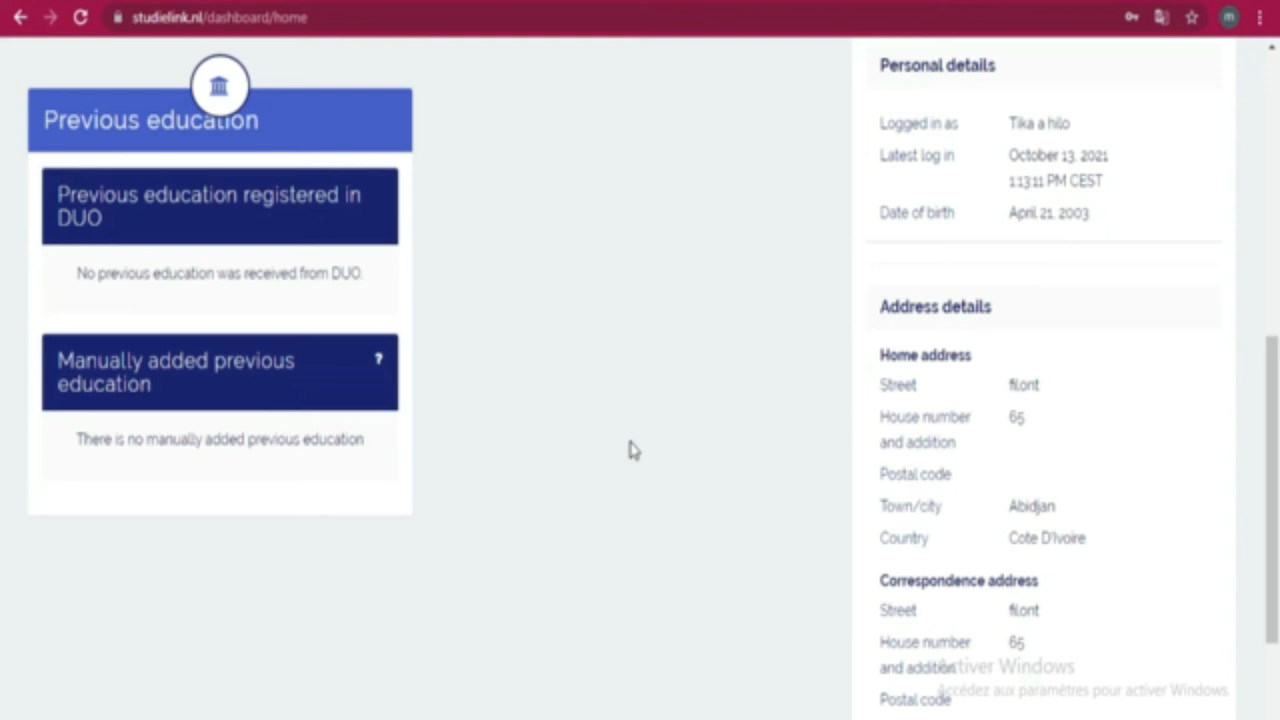 studielink.nl/dashboard/home
m
Previous education
Previous education registered in
DUO
No previous education was received from DUO.
Manually added previous
education
?
There is no manually added previous education
Personal details
Logged in as Tika a hilo
Latest log in October 13, 2021
1:13:11 PM CEST
Date of birth April 21, 2003
Address details
Home address
Street filont
House number 65
and addition
Postal code
Town/city Abidjan
Country Cote D'Ivoire
Correspondence address
Street filont
House number 65
and addition
Postal code
Activer Windows
Accédez aux paramètres pour activer Windows.